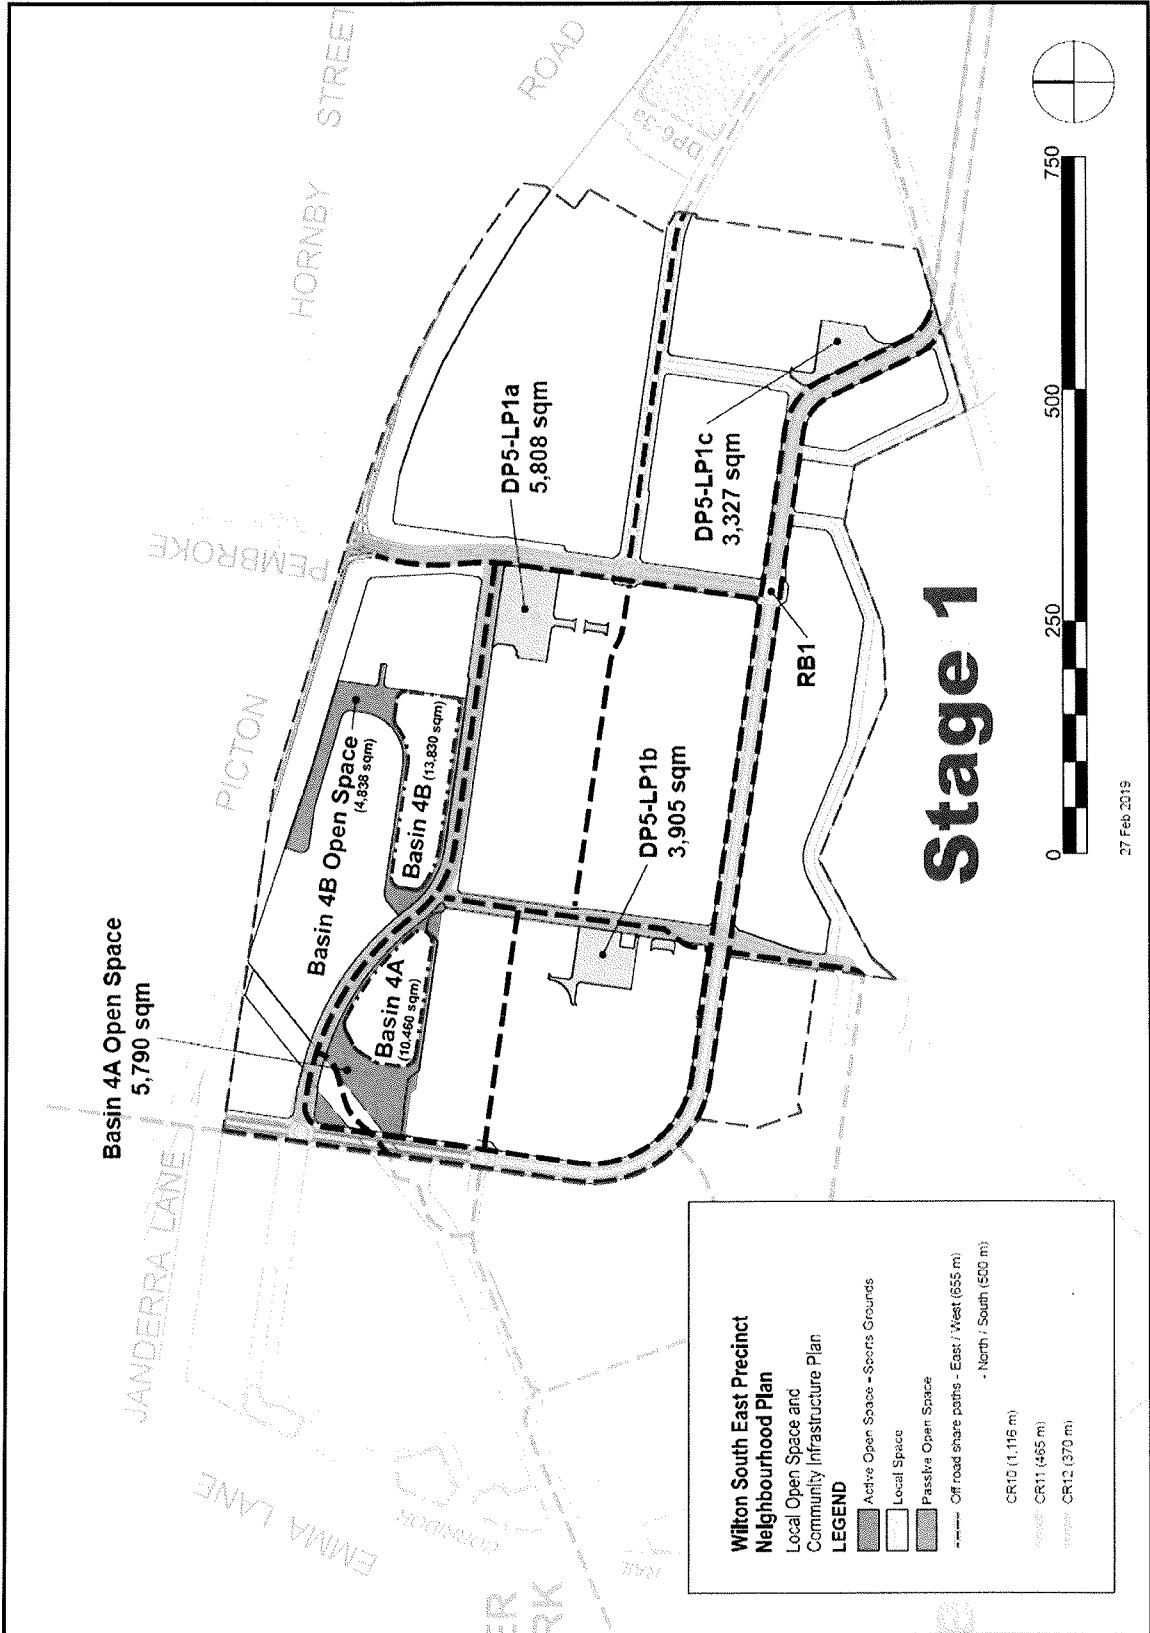 JANDERRA LANE
EMMA LANE
CORRIDOR
RAIL
PICTON
ROAD
PEMBROKE
HORNBY STREET
DP6-3a
Basin 4A Open Space
5,790 sqm
Basin 4B Open Space
(4,838 sqm)
Basin 4A
(10,460 sqm)
Basin 4B (13,830 sqm)
DP5-LP1a
5,808 sqm
DP5-LP1b
3,905 sqm
DP5-LP1c
3,327 sqm
RB1
Stage 1
0 250 500 750
27 Feb 2019
Wilton South East Precinct
Neighbourhood Plan
Local Open Space and
Community Infrastructure Plan
LEGEND
Active Open Space - Sports Grounds
Local Space
Passive Open Space
Off road share paths - East / West (655 m)
- North / South (500 m)
CR10 (1,116 m)
CR11 (465 m)
CR12 (370 m)